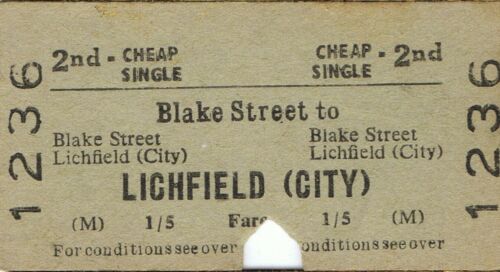 2nd - CHEAP SINGLE CHEAP SINGLE - 2nd
1236 1236
Blake Street to
Blake Street Blake Street
Lichfield (City) Lichfield (City)
LICHFIELD (CITY)
(M) 1/5 Fare 1/5 (M)
For conditions see over onditions see over